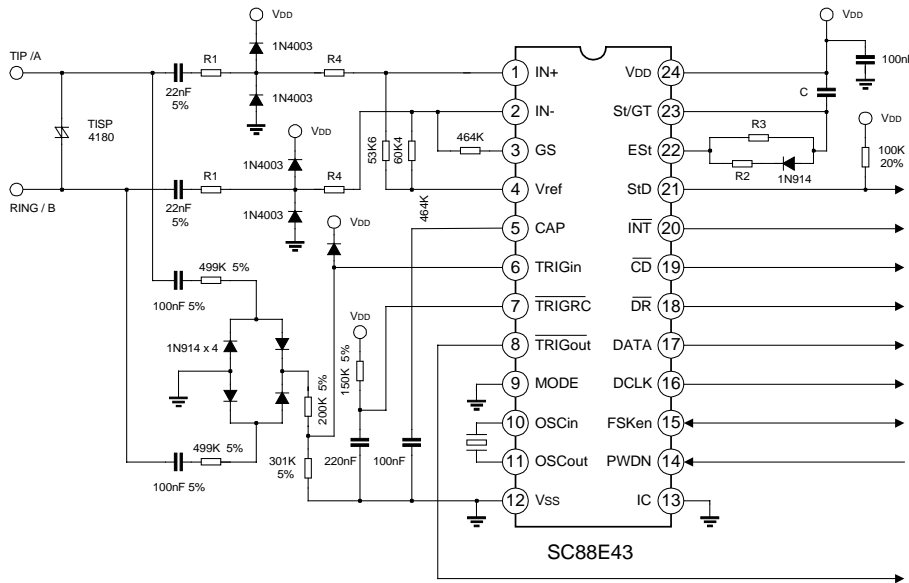 VDD
VDD
TIP /A
1N4003
R1
R4
22nF
5%
1N4003
TISP
4180
VDD
1N4003
R1
R4
RING / B
22nF
5%
1N4003
53K6
60K4
464K
464K
VDD
499K 5%
100nF 5%
1N914 x 4
VDD
150K 5%
200K 5%
499K 5%
100nF 5%
301K
5%
220nF
100nF
1 IN+
2 IN-
3 GS
4 Vref
5 CAP
6 TRIGin
7 TRIGRC
8 TRIGout
9 MODE
10 OSCin
11 OSCout
12 VSS
VDD 24
St/GT 23
ESt 22
StD 21
INT 20
CD 19
DR 18
DATA 17
DCLK 16
FSKen 15
PWDN 14
IC 13
C
R3
R2
1N914
VDD
100K
20%
SC88E43